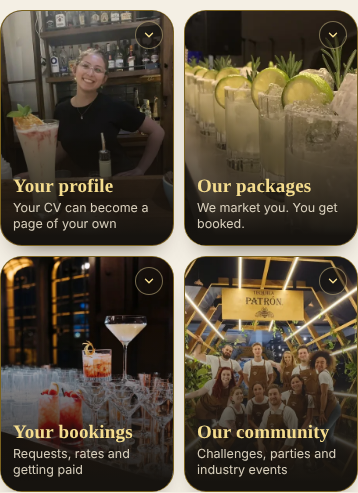 Your profile
Your CV can become a
page of your own
Our packages
We market you. You get
booked.
Your bookings
Requests, rates and
getting paid
TEQUILA
PATRÓN
Our community
Challenges, parties and
industry events